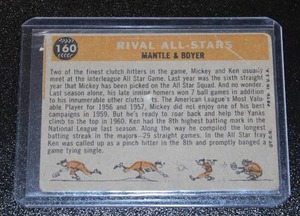 160
RIVAL ALL-STARS
MANTLE & BOYER
Two of the finest clutch hitters in the game, Mickey and Ken usually
meet at the interleague All Star Game. Last year was the sixth straight
year that Mickey has been picked on the All Star Squad. And no wonder.
Last season alone, his late inning homers won 7 ball games in addition
to his innumerable other clutch hits. The American League's Most Valu-
able Player for 1956 and 1957, Mickey did not enjoy one of his best
campaigns in 1959. But he's ready to roar back and help the Yanks
climb to the top in 1960. Ken had the 8th highest batting mark in the
National League last season. Along the way he compiled the longest
batting streak in the majors—29 straight games. In the All Star fray
Ken was called up as a pinch hitter in the 8th and promptly banged a
game tying single.